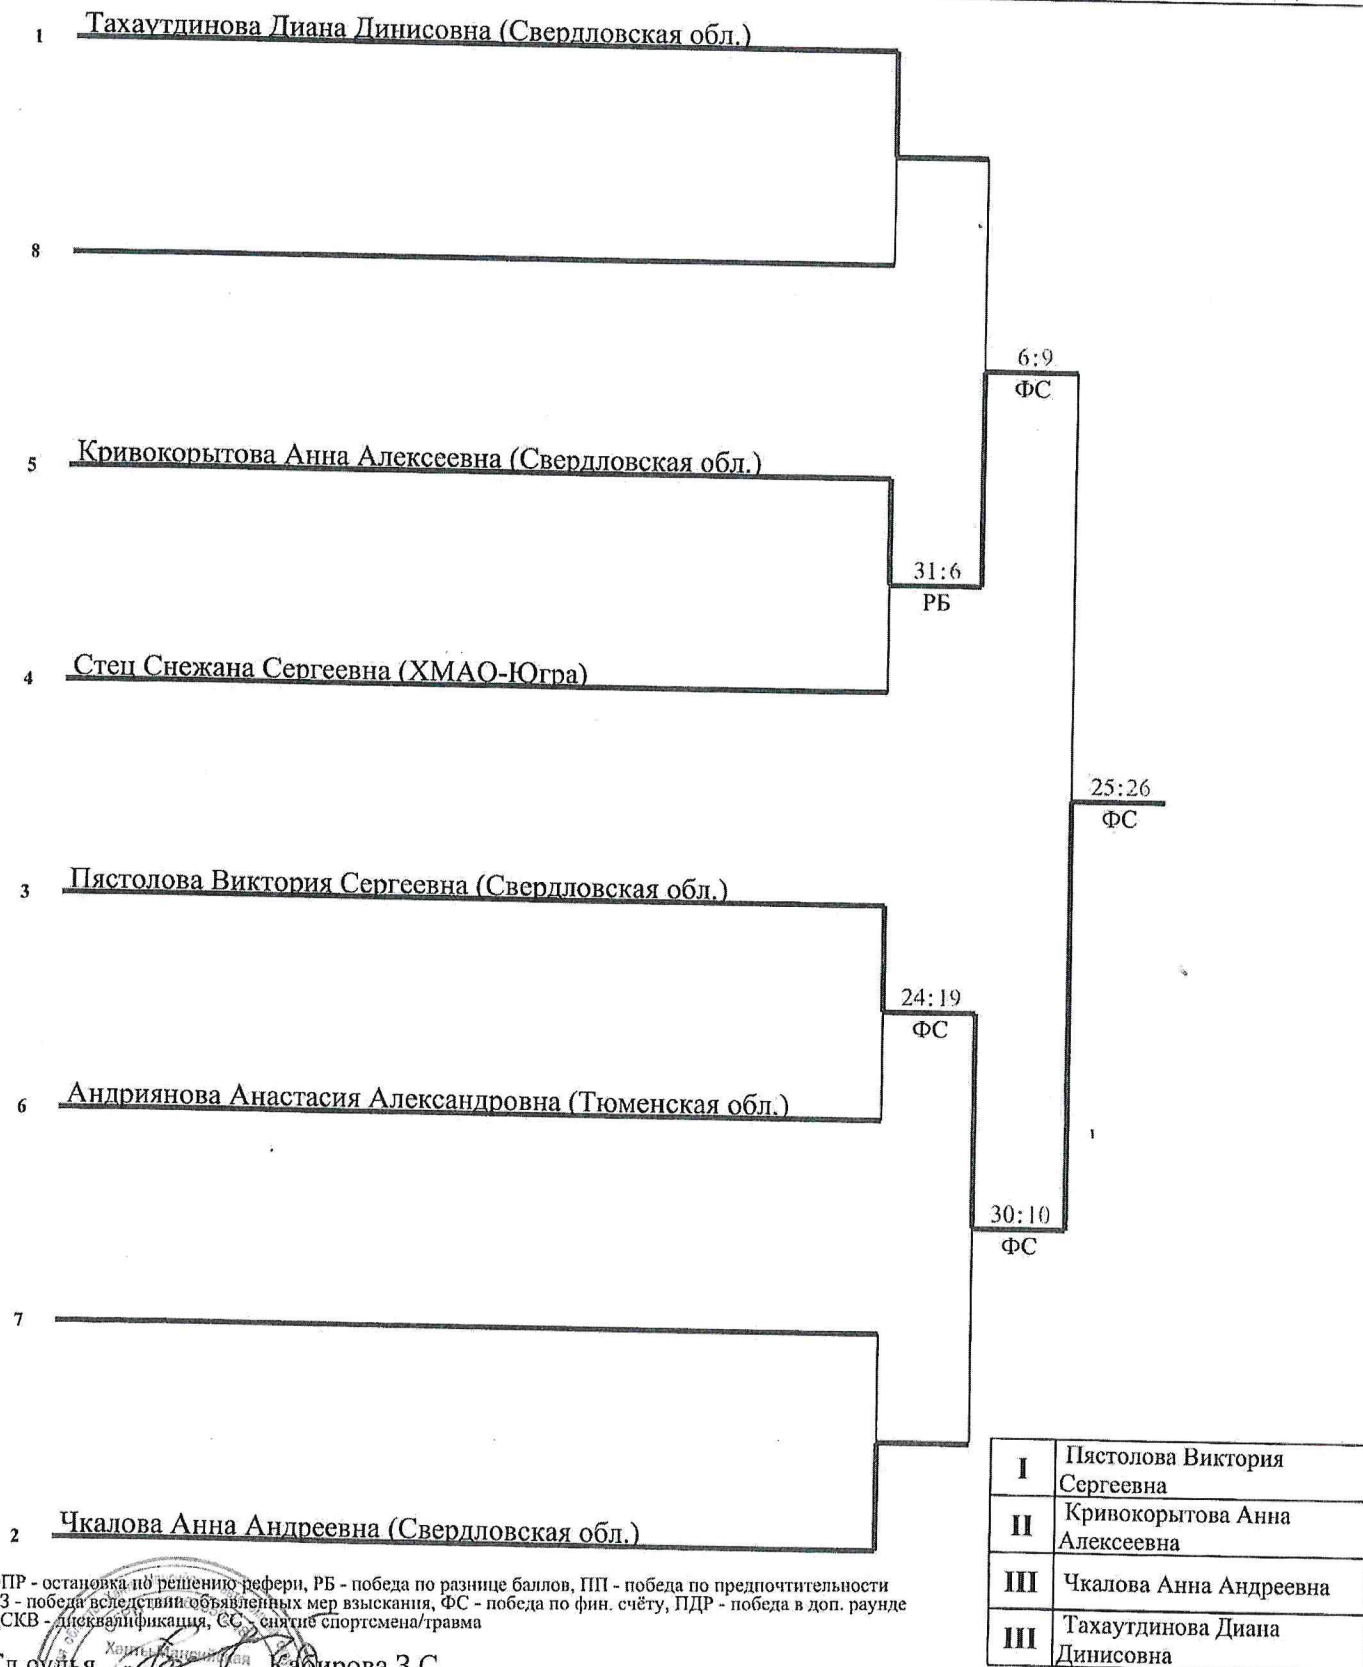 1 Тахаутдинова Диана Динисовна (Свердловская обл.)
8
6:9
ФС
5 Кривокорытова Анна Алексеевна (Свердловская обл.)
31:6
РБ
4 Стец Снежана Сергеевна (ХМАО-Югра)
25:26
ФС
3 Пястолова Виктория Сергеевна (Свердловская обл.)
24:19
ФС
6 Андриянова Анастасия Александровна (Тюменская обл.)
30:10
ФС
7
2 Чкалова Анна Андреевна (Свердловская обл.)
I Пястолова Виктория
Сергеевна
II Кривокорытова Анна
Алексеевна
III Чкалова Анна Андреевна
III Тахаутдинова Диана
Динисовна
ПР - остановка по решению рефери, РБ - победа по разнице баллов, ПП - победа по предпочтительности
З - победа вследствии объявленных мер взыскания, ФС - победа по фин. счёту, ПДР - победа в доп. раунде
СКВ - дисквалификация, СС - снятие спортсмена/травма
Ханты-Мансийская
Гл.судья Кабирова З.С.